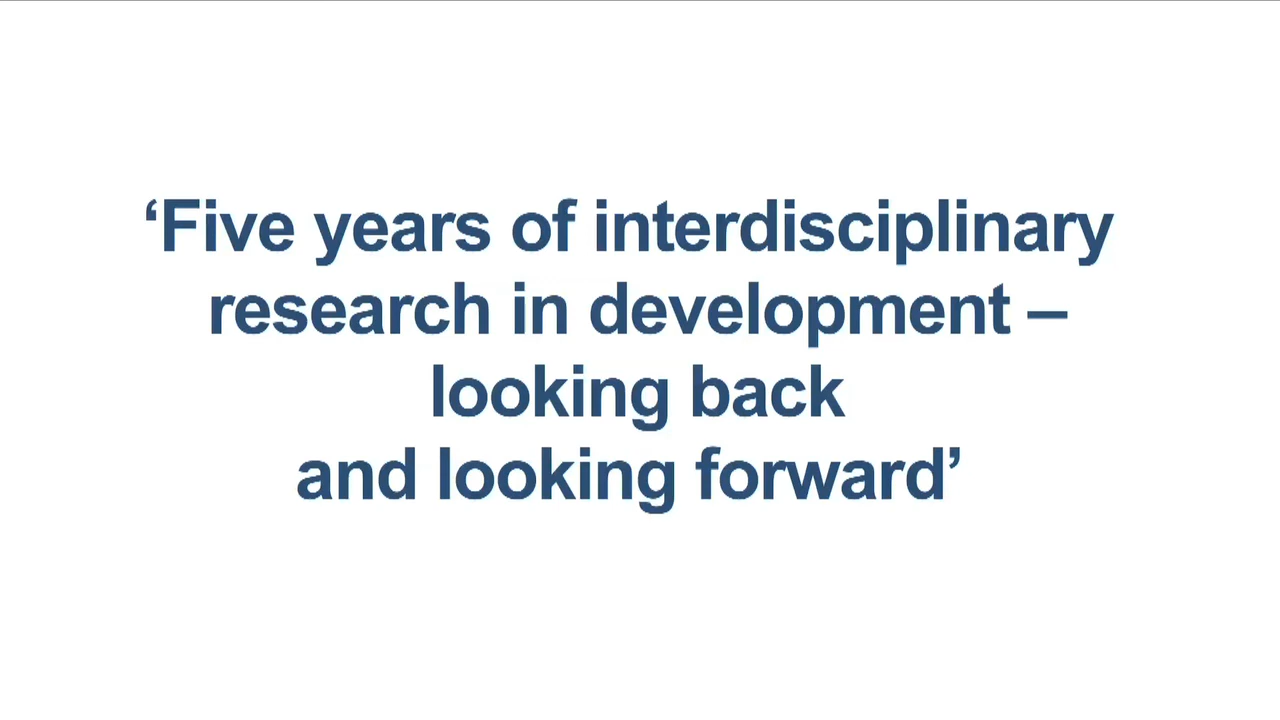 ‘Five years of interdisciplinary
research in development –
looking back
and looking forward’